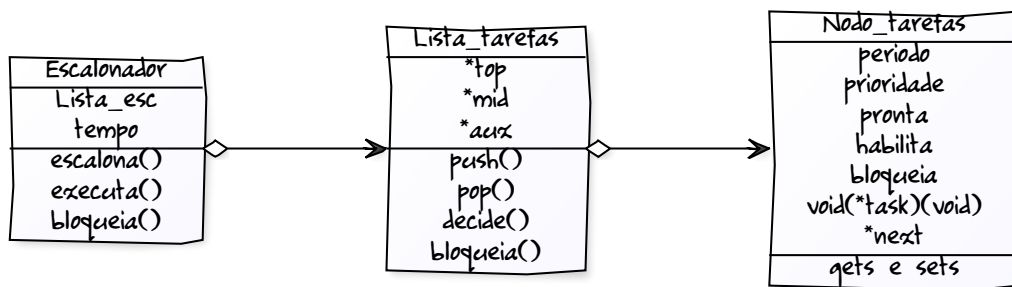 Escalonador
Lista_esc
tempo
escalona()
executa()
bloqueia()
Lista_tarefas
*top
*mid
*aux
push()
pop()
decide()
bloqueia()
Nodo_tarefas
periodo
prioridade
pronta
habilita
bloqueia
void(*task)(void)
*next
gets e sets